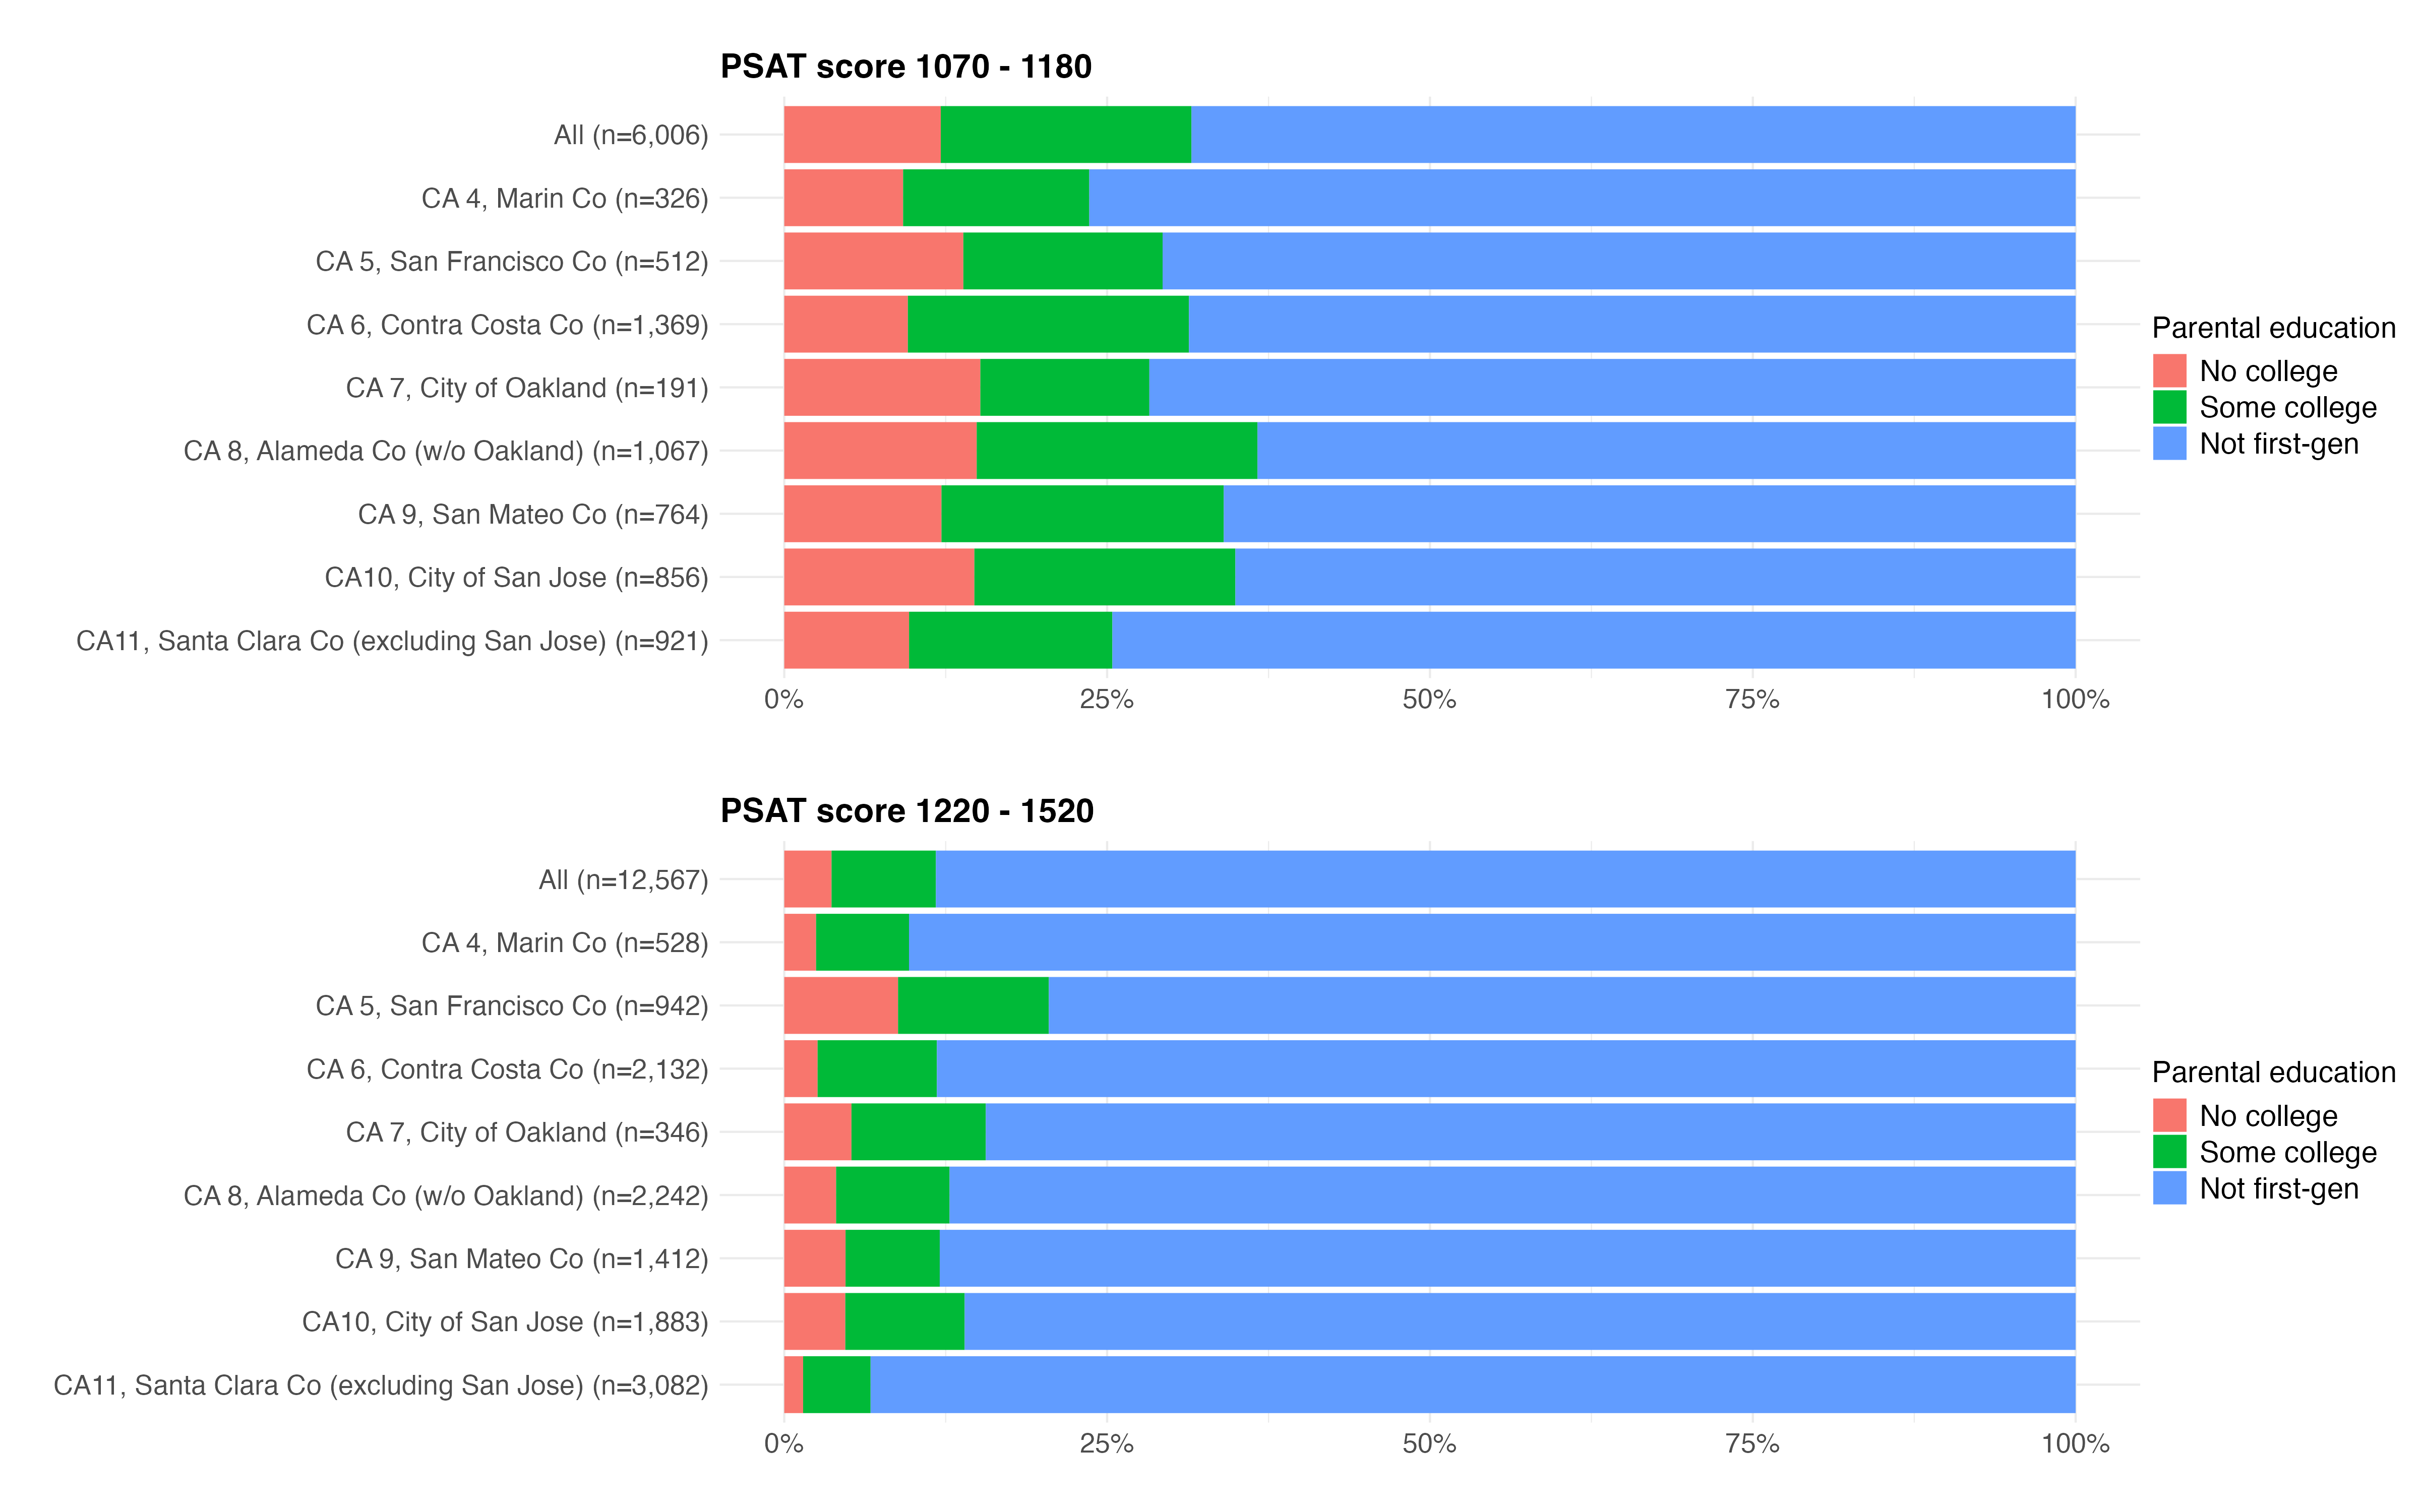 PSAT score 1070 - 1180
All (n=6,006)
CA 4, Marin Co (n=326)
CA 5, San Francisco Co (n=512)
CA 6, Contra Costa Co (n=1,369)
CA 7, City of Oakland (n=191)
CA 8, Alameda Co (w/o Oakland) (n=1,067)
CA 9, San Mateo Co (n=764)
CA10, City of San Jose (n=856)
CA11, Santa Clara Co (excluding San Jose) (n=921)
0% 25% 50% 75% 100%
Parental education
No college
Some college
Not first-gen
PSAT score 1220 - 1520
All (n=12,567)
CA 4, Marin Co (n=528)
CA 5, San Francisco Co (n=942)
CA 6, Contra Costa Co (n=2,132)
CA 7, City of Oakland (n=346)
CA 8, Alameda Co (w/o Oakland) (n=2,242)
CA 9, San Mateo Co (n=1,412)
CA10, City of San Jose (n=1,883)
CA11, Santa Clara Co (excluding San Jose) (n=3,082)
0% 25% 50% 75% 100%
Parental education
No college
Some college
Not first-gen